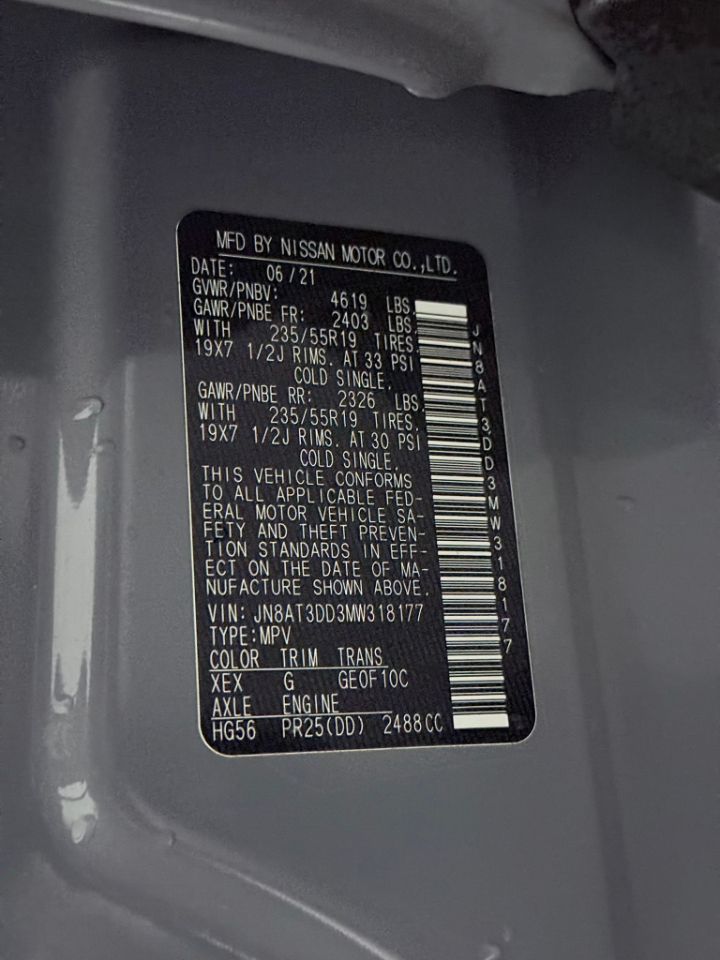 MFD BY NISSAN MOTOR CO.,LTD.
DATE: 06/21
GVWR/PNBV: 4619 LBS.
GAWR/PNBE FR: 2403 LBS.
WITH 235/55R19 TIRES.
19X7 1/2J RIMS. AT 33 PSI
COLD SINGLE.
GAWR/PNBE RR: 2326 LBS.
WITH 235/55R19 TIRES.
19X7 1/2J RIMS. AT 30 PSI
COLD SINGLE.
THIS VEHICLE CONFORMS
TO ALL APPLICABLE FED-
ERAL MOTOR VEHICLE SA-
FETY AND THEFT PREVEN-
TION STANDARDS IN EFF-
ECT ON THE DATE OF MA-
NUFACTURE SHOWN ABOVE.
VIN: JN8AT3DD3MW318177
TYPE:MPV
COLOR TRIM TRANS
XEX G GE0F10C
AXLE ENGINE
HG56 PR25(DD) 2488CC
JN8AT3DD3MW318177